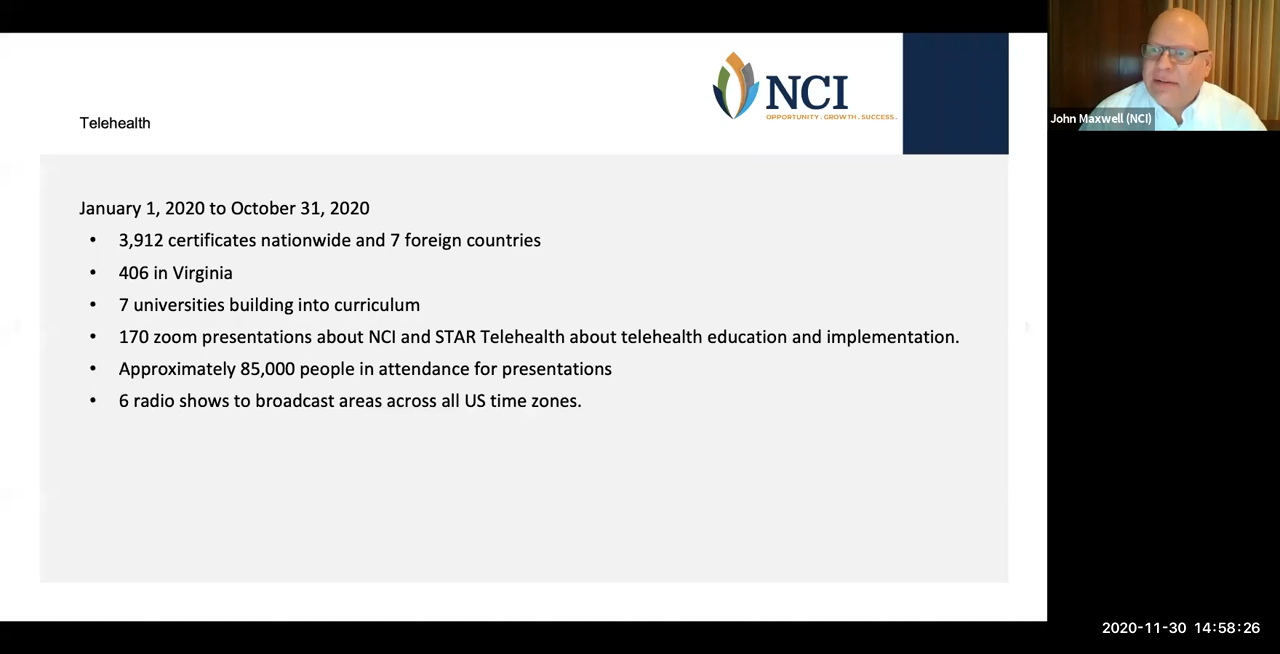 NCI
OPPORTUNITY. GROWTH. SUCCESS.
Telehealth
John Maxwell (NCI)
January 1, 2020 to October 31, 2020
• 3,912 certificates nationwide and 7 foreign countries
• 406 in Virginia
• 7 universities building into curriculum
• 170 zoom presentations about NCI and STAR Telehealth about telehealth education and implementation.
• Approximately 85,000 people in attendance for presentations
• 6 radio shows to broadcast areas across all US time zones.
2020-11-30 14:58:26